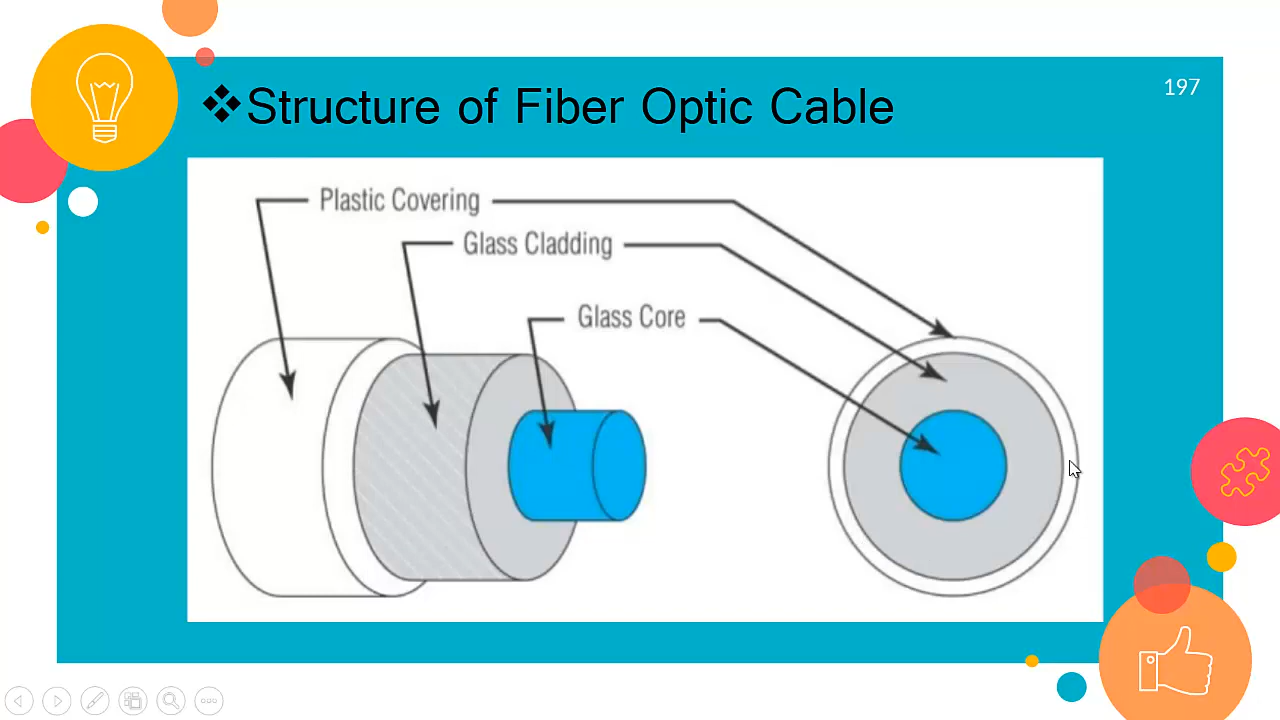 ❖Structure of Fiber Optic Cable
197
Plastic Covering
Glass Cladding
Glass Core